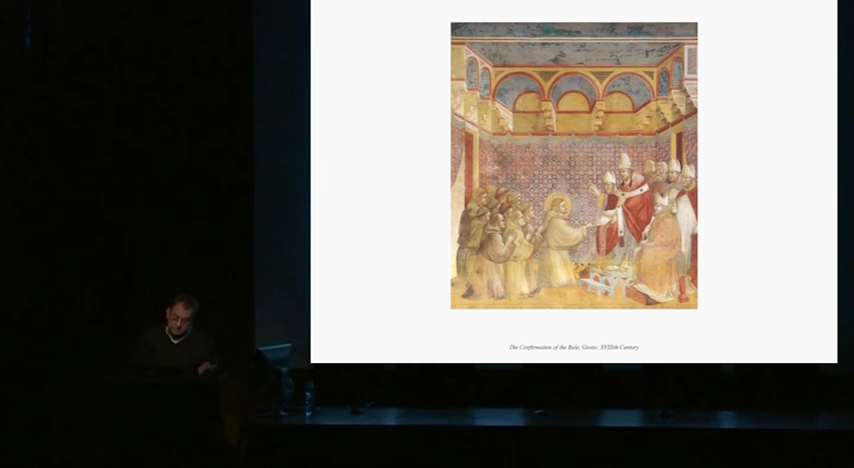 The Confirmation of the Rule, Giotto. XVIIIth Century